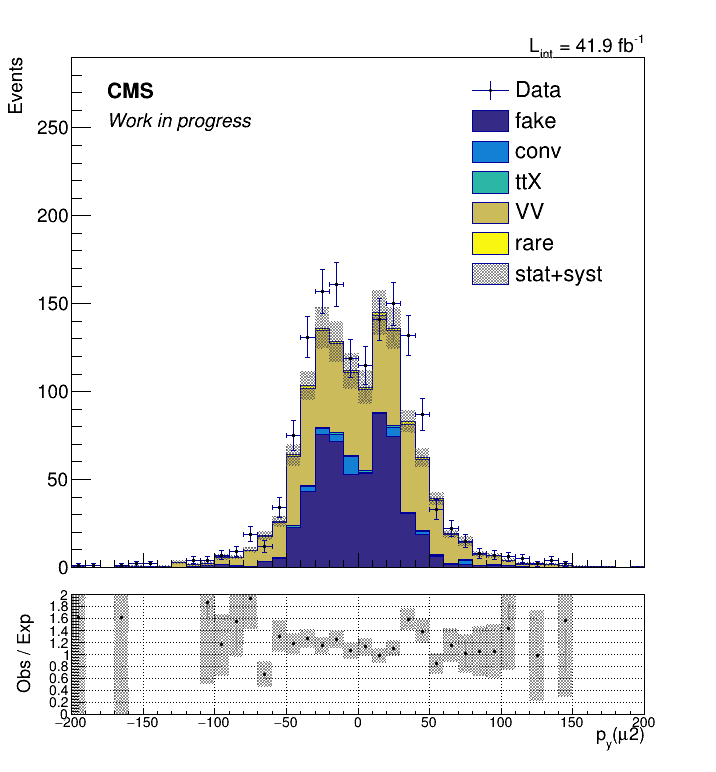 L_int = 41.9 fb^-1
Events
CMS
Work in progress
Data
fake
conv
ttX
VV
rare
stat+syst
250
200
150
100
50
0
Obs / Exp
2
1.8
1.6
1.4
1.2
1
0.8
0.6
0.4
0.2
0
−200 −150 −100 −50 0 50 100 150 200
p_y(μ2)